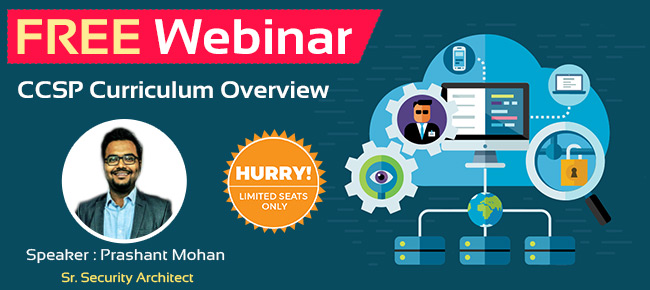 FREE Webinar
CCSP Curriculum Overview
HURRY!
LIMITED SEATS
ONLY
Speaker : Prashant Mohan
Sr. Security Architect